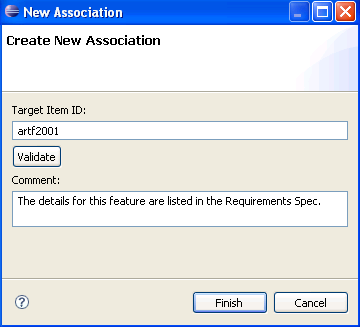 New Association
Create New Association
Target Item ID:
artf2001
Validate
Comment:
The details for this feature are listed in the Requirements Spec.
?
Finish
Cancel